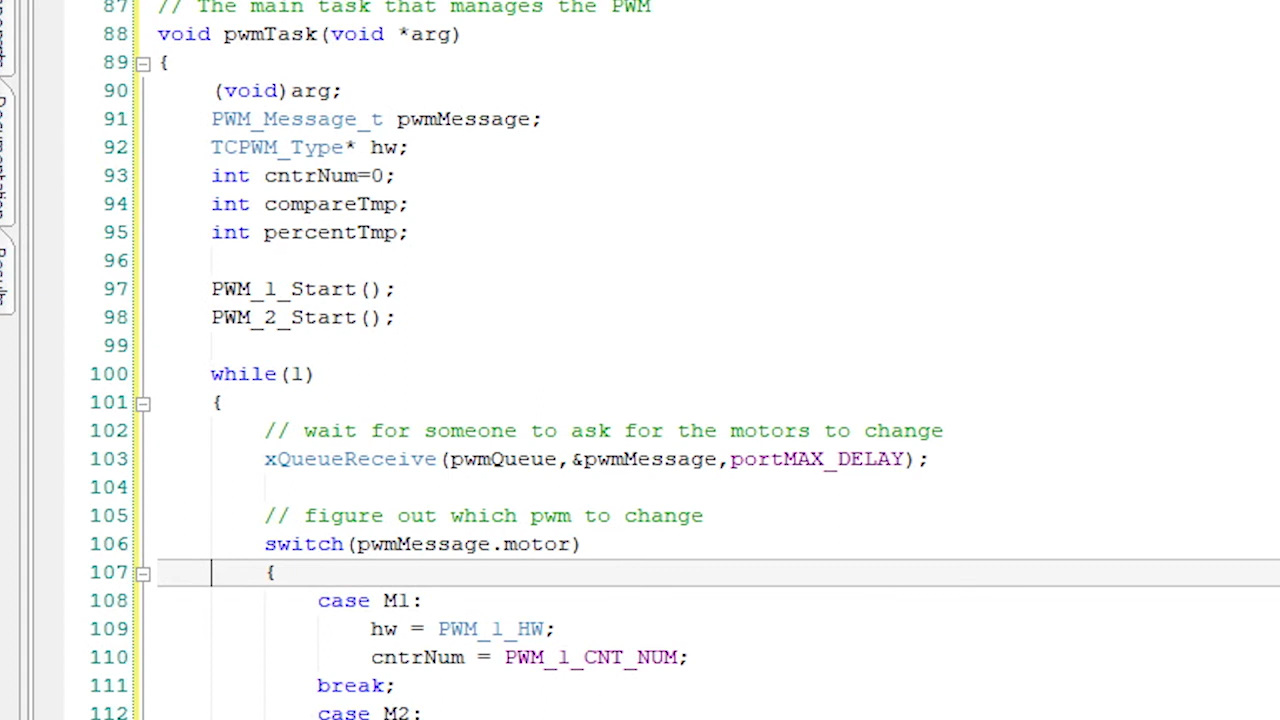 87 // The main task that manages the PWM
88 void pwmTask(void *arg)
89 {
90 (void)arg;
91 PWM_Message_t pwmMessage;
92 TCPWM_Type* hw;
93 int cntrNum=0;
94 int compareTmp;
95 int percentTmp;
96
97 PWM_1_Start();
98 PWM_2_Start();
99
100 while(1)
101 {
102 // wait for someone to ask for the motors to change
103 xQueueReceive(pwmQueue,&pwmMessage,portMAX_DELAY);
104
105 // figure out which pwm to change
106 switch(pwmMessage.motor)
107 {
108 case M1:
109 hw = PWM_1_HW;
110 cntrNum = PWM_1_CNT_NUM;
111 break;
112 case M2:
Documentation
Results